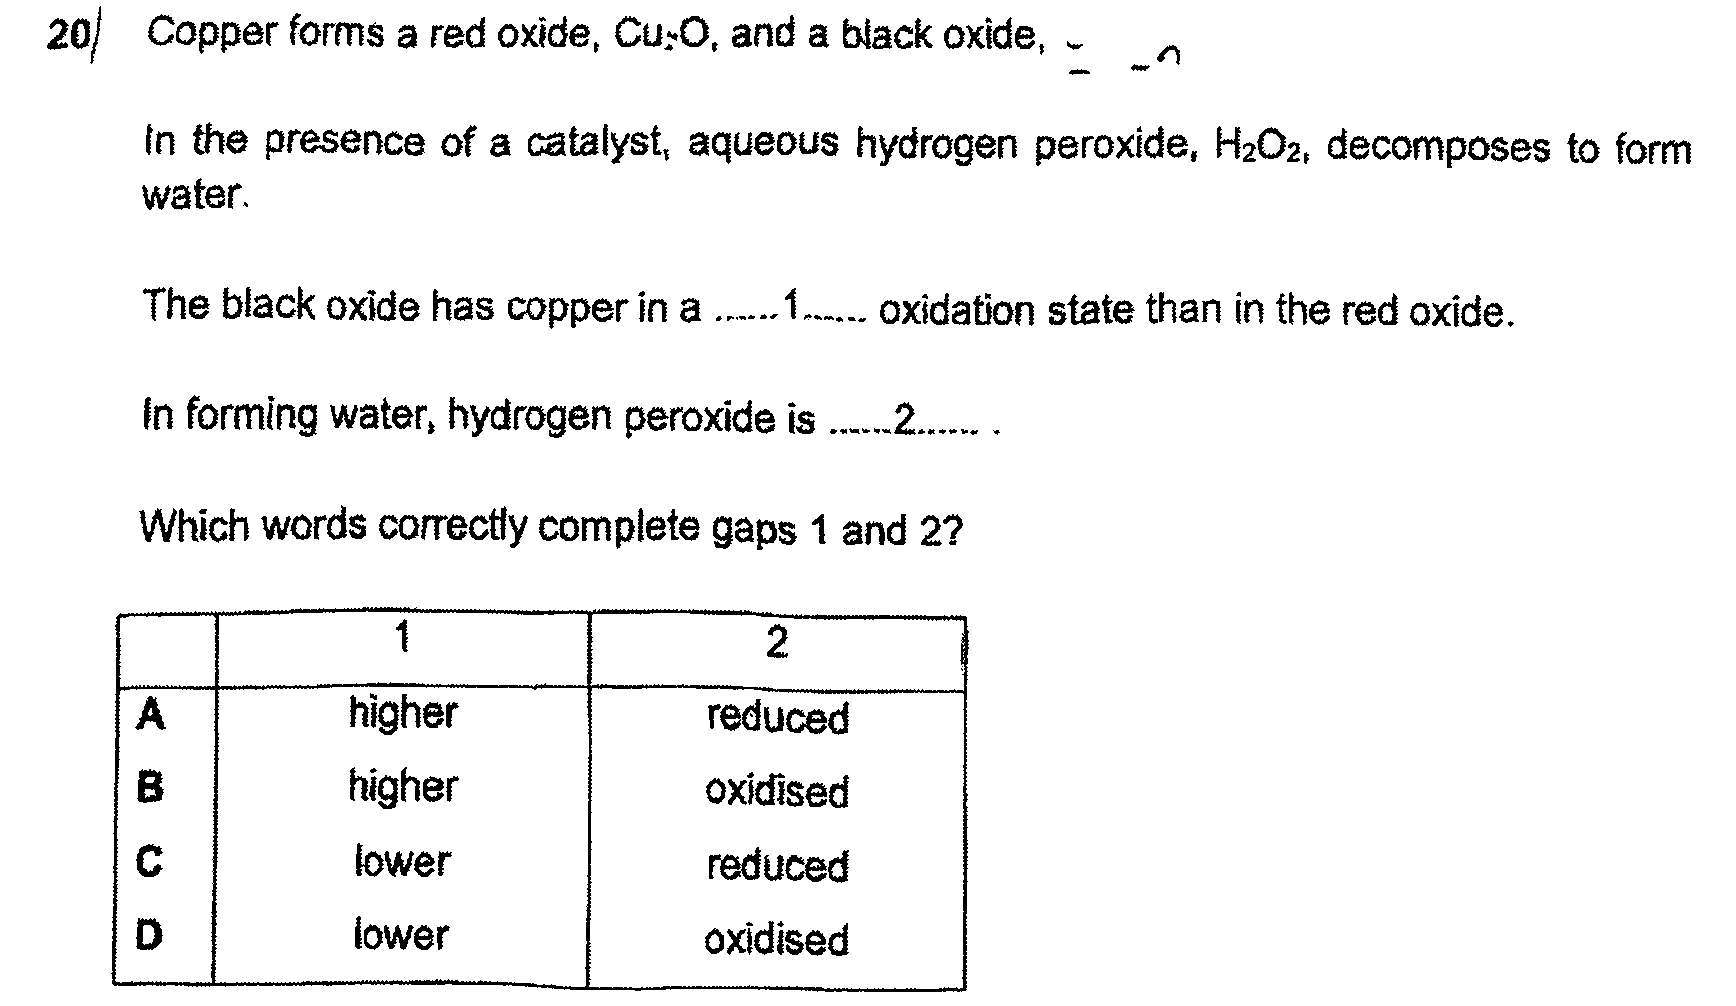 20/ Copper forms a red oxide, Cu₂O, and a black oxide,
In the presence of a catalyst, aqueous hydrogen peroxide, H₂O₂, decomposes to form
water.
The black oxide has copper in a ......1...... oxidation state than in the red oxide.
In forming water, hydrogen peroxide is ......2...... .
Which words correctly complete gaps 1 and 2?
1 2
A higher reduced
B higher oxidised
C lower reduced
D lower oxidised